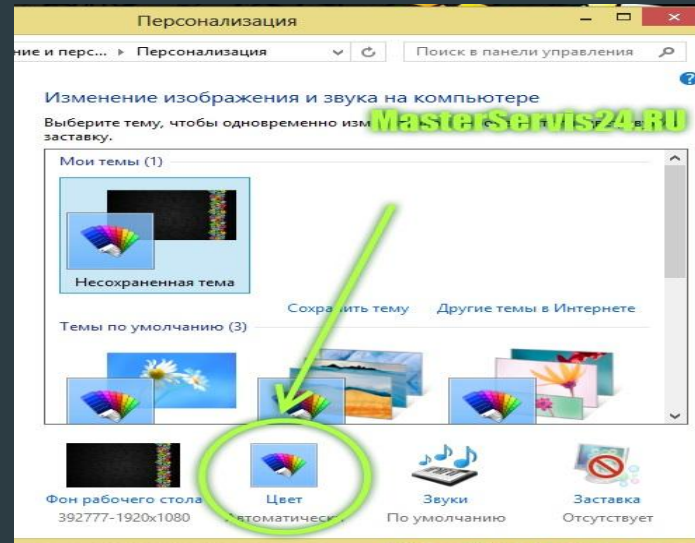 Персонализация
ние и перс... Персонализация
Поиск в панели управления
Изменение изображения и звука на компьютере
Выберите тему, чтобы одновременно изм
MasterServis24.RU
заставку.
Мои темы (1)
Несохраненная тема
Сохранить тему Другие темы в Интернете
Темы по умолчанию (3)
Фон рабочего стола Цвет Звуки Заставка
392777-1920x1080 Автоматически По умолчанию Отсутствует